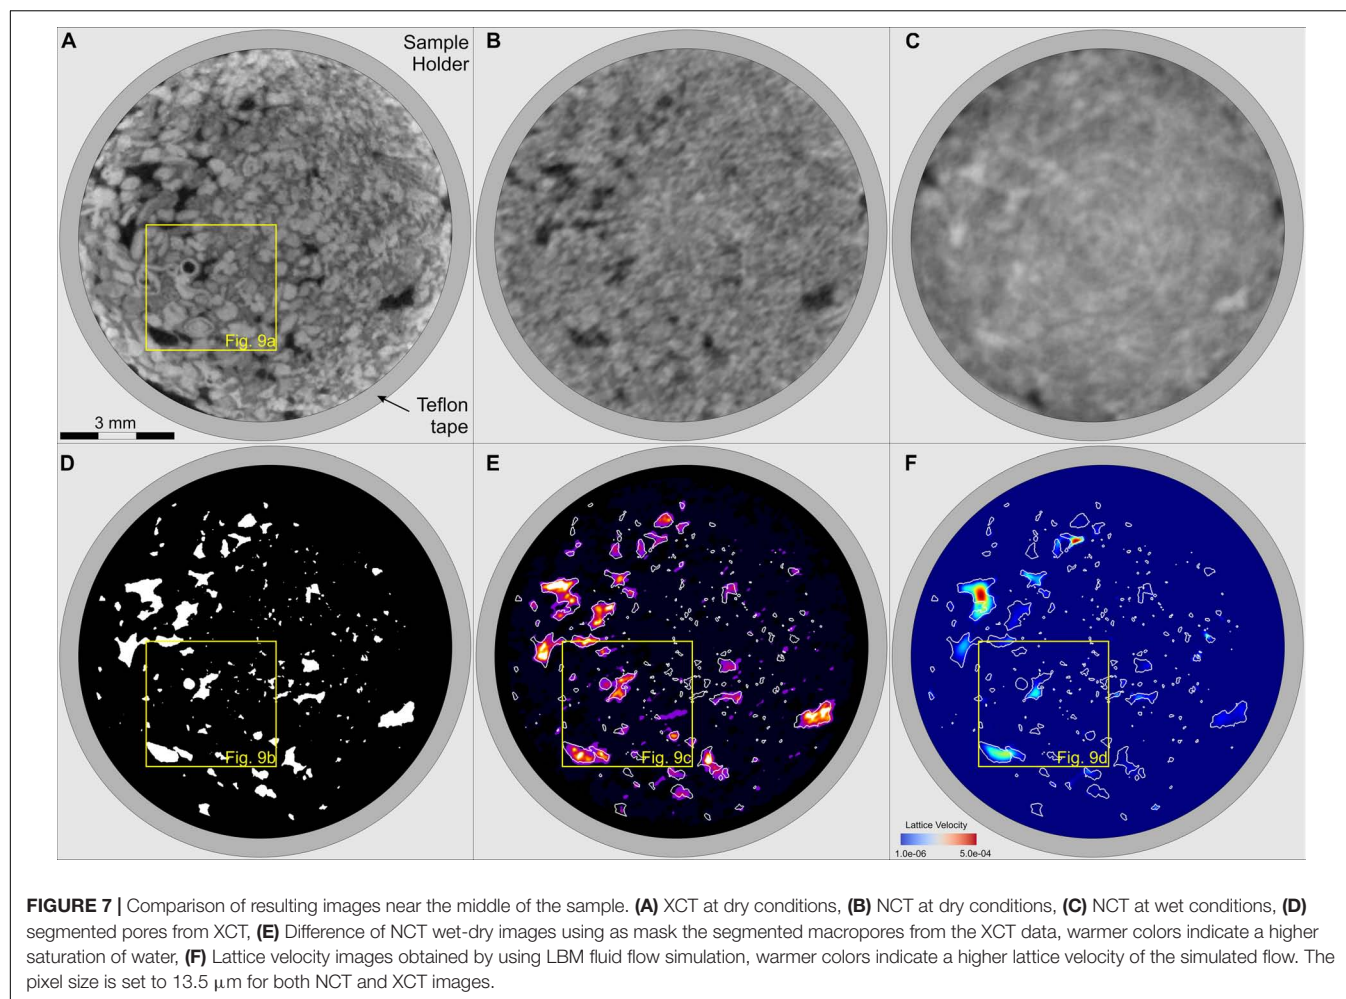 A
Sample
Holder
B
C
Fig. 9a
Teflon
tape
3 mm
D
E
F
Fig. 9b
Fig. 9c
Fig. 9d
Lattice Velocity
1.0e-06
5.0e-04
FIGURE 7 | Comparison of resulting images near the middle of the sample. (A) XCT at dry conditions, (B) NCT at dry conditions, (C) NCT at wet conditions, (D)
segmented pores from XCT, (E) Difference of NCT wet-dry images using as mask the segmented macropores from the XCT data, warmer colors indicate a higher
saturation of water, (F) Lattice velocity images obtained by using LBM fluid flow simulation, warmer colors indicate a higher lattice velocity of the simulated flow. The
pixel size is set to 13.5 μm for both NCT and XCT images.